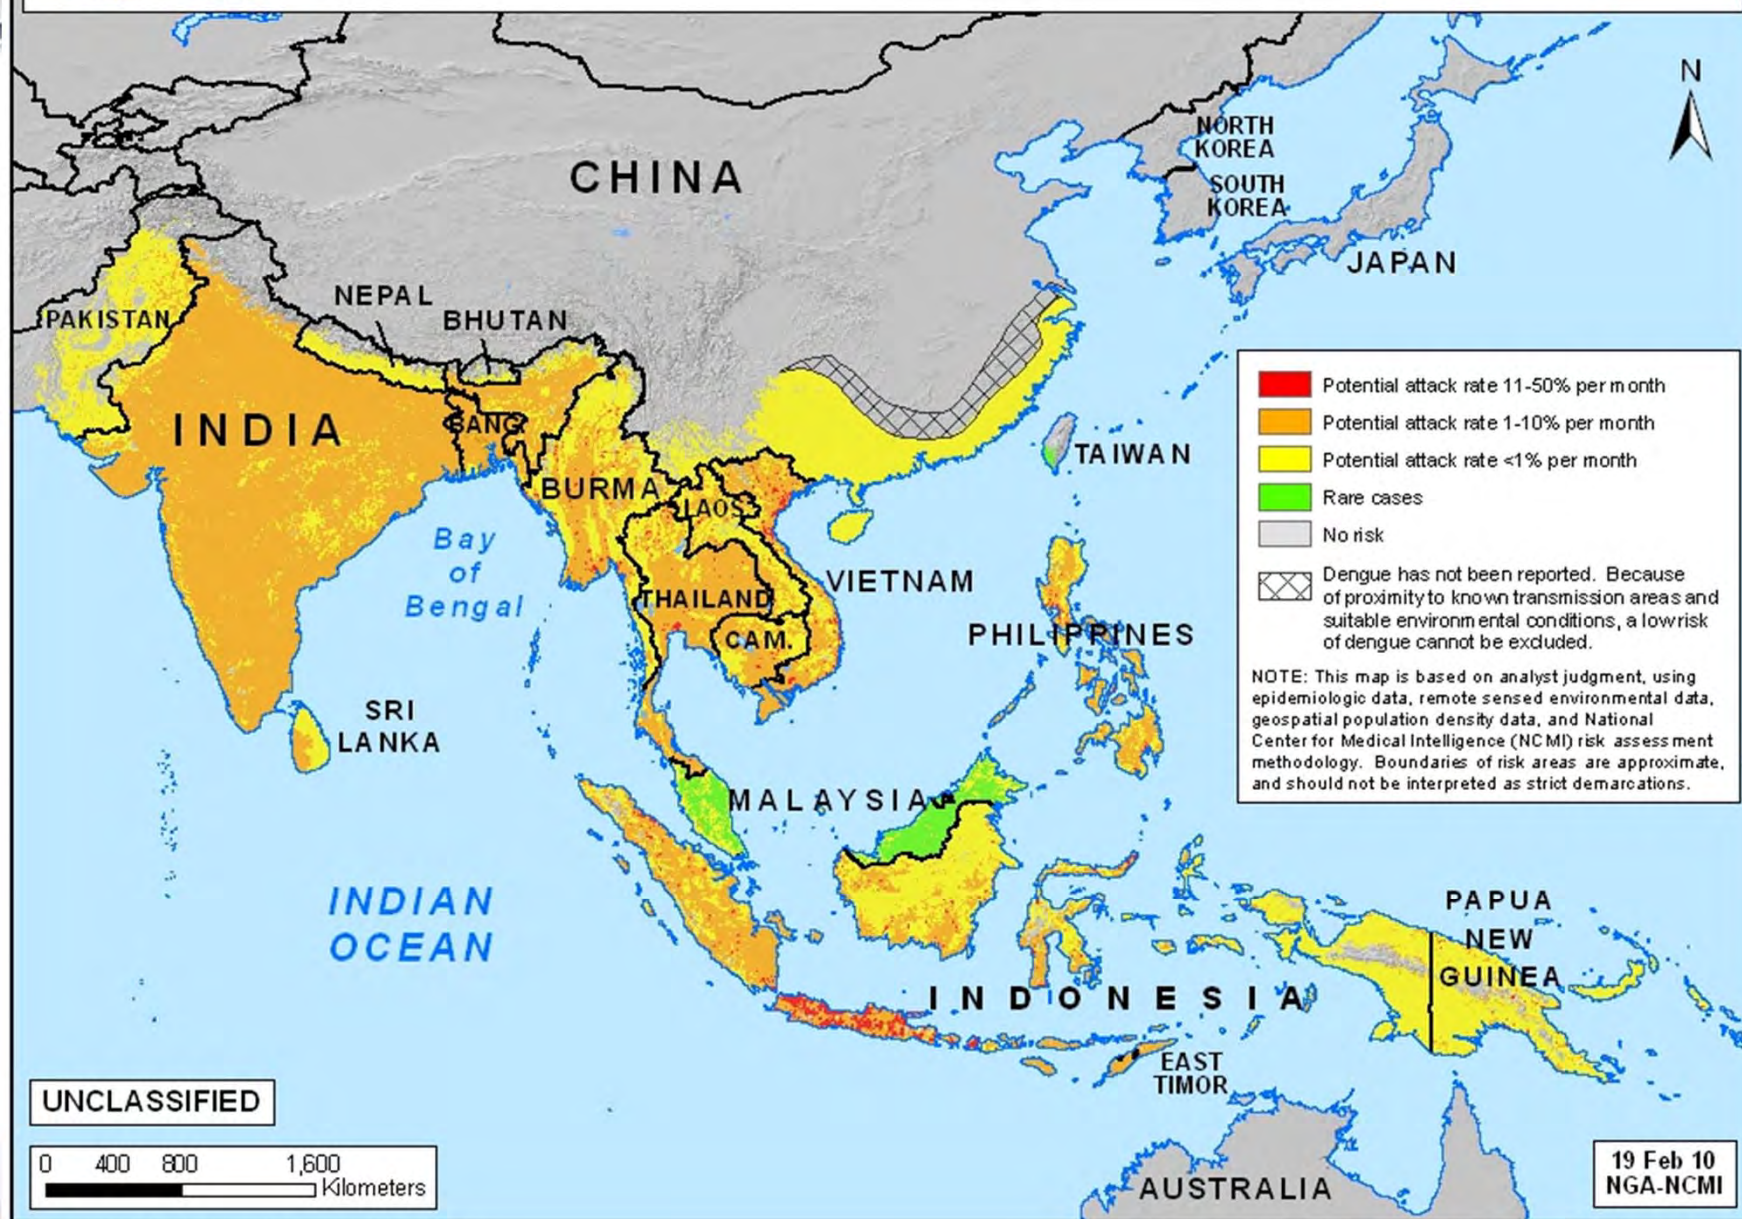 CHINA
NORTH
KOREA
SOUTH
KOREA
JAPAN
N
NEPAL
BHUTAN
PAKISTAN
INDIA
BANG.
BURMA
LAOS
TAIWAN
Bay
of
Bengal
THAILAND
VIETNAM
CAM.
PHILIPPINES
SRI
LANKA
MALAYSIA
INDIAN
OCEAN
INDONESIA
PAPUA
NEW
GUINEA
EAST
TIMOR
AUSTRALIA
Potential attack rate 11-50% per month
Potential attack rate 1-10% per month
Potential attack rate <1% per month
Rare cases
No risk
Dengue has not been reported. Because
of proximity to known transmission areas and
suitable environmental conditions, a low risk
of dengue cannot be excluded.
NOTE: This map is based on analyst judgment, using
epidemiologic data, remote sensed environmental data,
geospatial population density data, and National
Center for Medical Intelligence (NCMI) risk assessment
methodology. Boundaries of risk areas are approximate,
and should not be interpreted as strict demarcations.
UNCLASSIFIED
0 400 800 1,600
Kilometers
19 Feb 10
NGA-NCMI